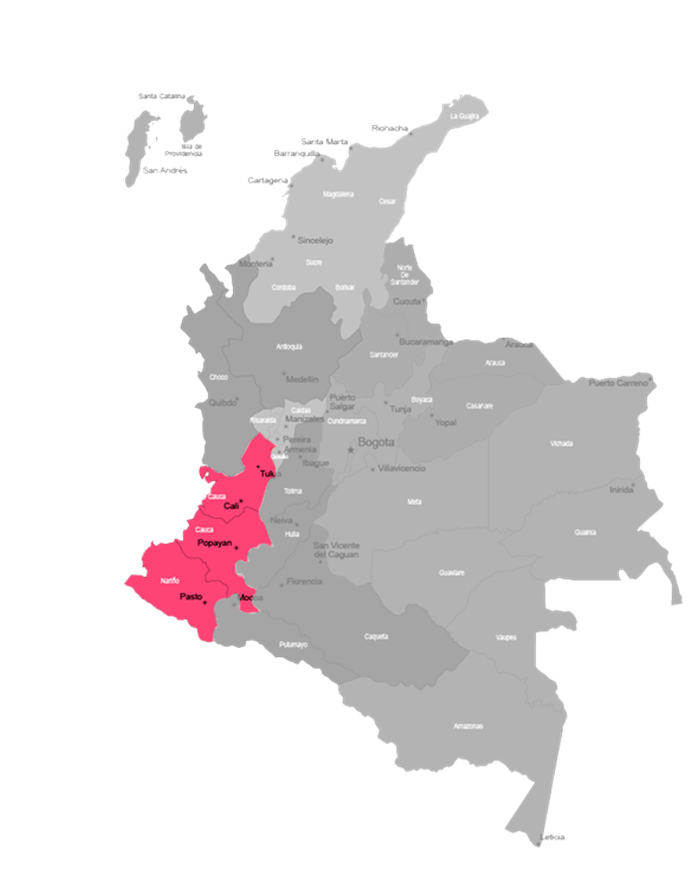 Santa Catalina
Isla de
Providencia
San Andres
La Guajira
Riohacha
Santa Marta
Barranquilla
Cartagena
Magdalena
Cesar
Sincelejo
Monteria
Sucre
Norte
De
Santander
Cordoba
Bolivar
Cucuta
Antioquia
Bucaramanga
Arauca
Santander
Arauca
Choco
Medellin
Puerto Carreno
Quibdo
Puerto
Salgar
Boyaca
Tunja
Casanare
Caldas
Risaralda
Manizales
Cundinamarca
Yopal
Pereira
Bogota
Armenia
Vichada
Ibague
Villavicencio
Tulua
Tolima
Inirida
Cauca
Cali
Meta
Neiva
Cauca
Huila
Guainia
Popayan
San Vicente
del Caguan
Guaviare
Nariño
Florencia
Pasto
Mocoa
Caqueta
Vaupes
Putumayo
Amazonas
Leticia